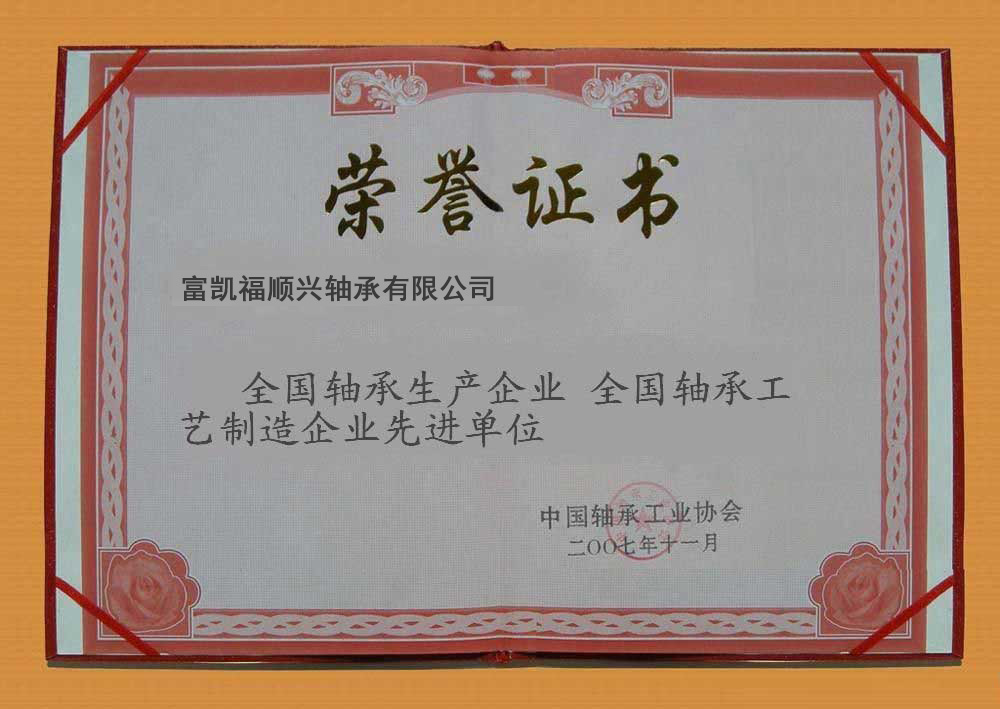 荣誉证书
富凯福顺兴轴承有限公司
全国轴承生产企业 全国轴承工
艺制造企业先进单位
中国轴承工业协会
二〇〇七年十一月